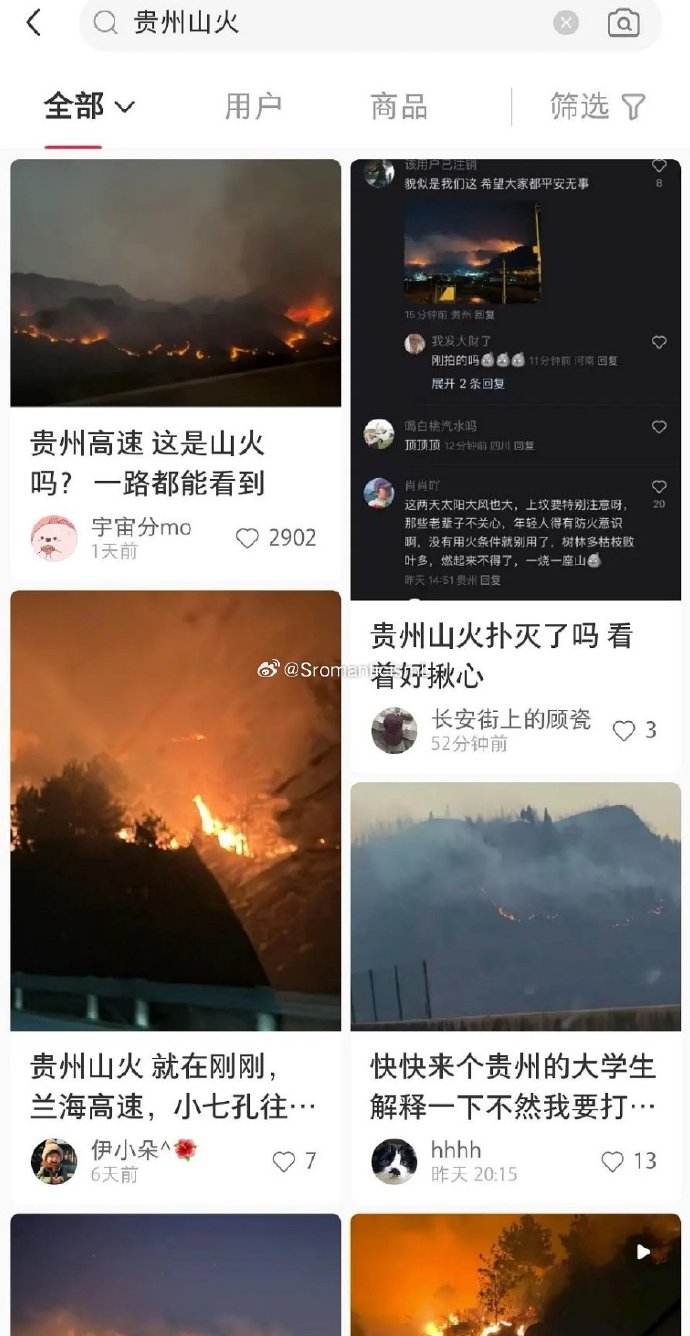 贵州山火
全部
用户
商品
筛选
贵州高速 这是山火
吗？ 一路都能看到
宇宙分mo
1天前
2902
该用户已注销
貌似是我们这 希望大家都平安无事
8
15分钟前 贵州 回复
我发大财了
刚拍的吗 11分钟前 河南 回复
展开 2 条回复
喝白桃汽水吗
顶顶顶 12分钟前 四川 回复
肖肖吖
这两天太阳大风也大，上坟要特别注意呀，
20
那些老辈子不关心，年轻人得有防火意识
啊，没有用火条件就别用了，树林多枯枝败
叶多，燃起来不得了，一烧一座山
昨天 14:51 贵州 回复
贵州山火扑灭了吗 看
着好揪心
长安街上的顾瓷
52分钟前
3
@Sroman
贵州山火 就在刚刚，
兰海高速，小七孔往…
伊小朵^🌺
6天前
7
快快来个贵州的大学生
解释一下不然我要打…
hhhh
昨天 20:15
13